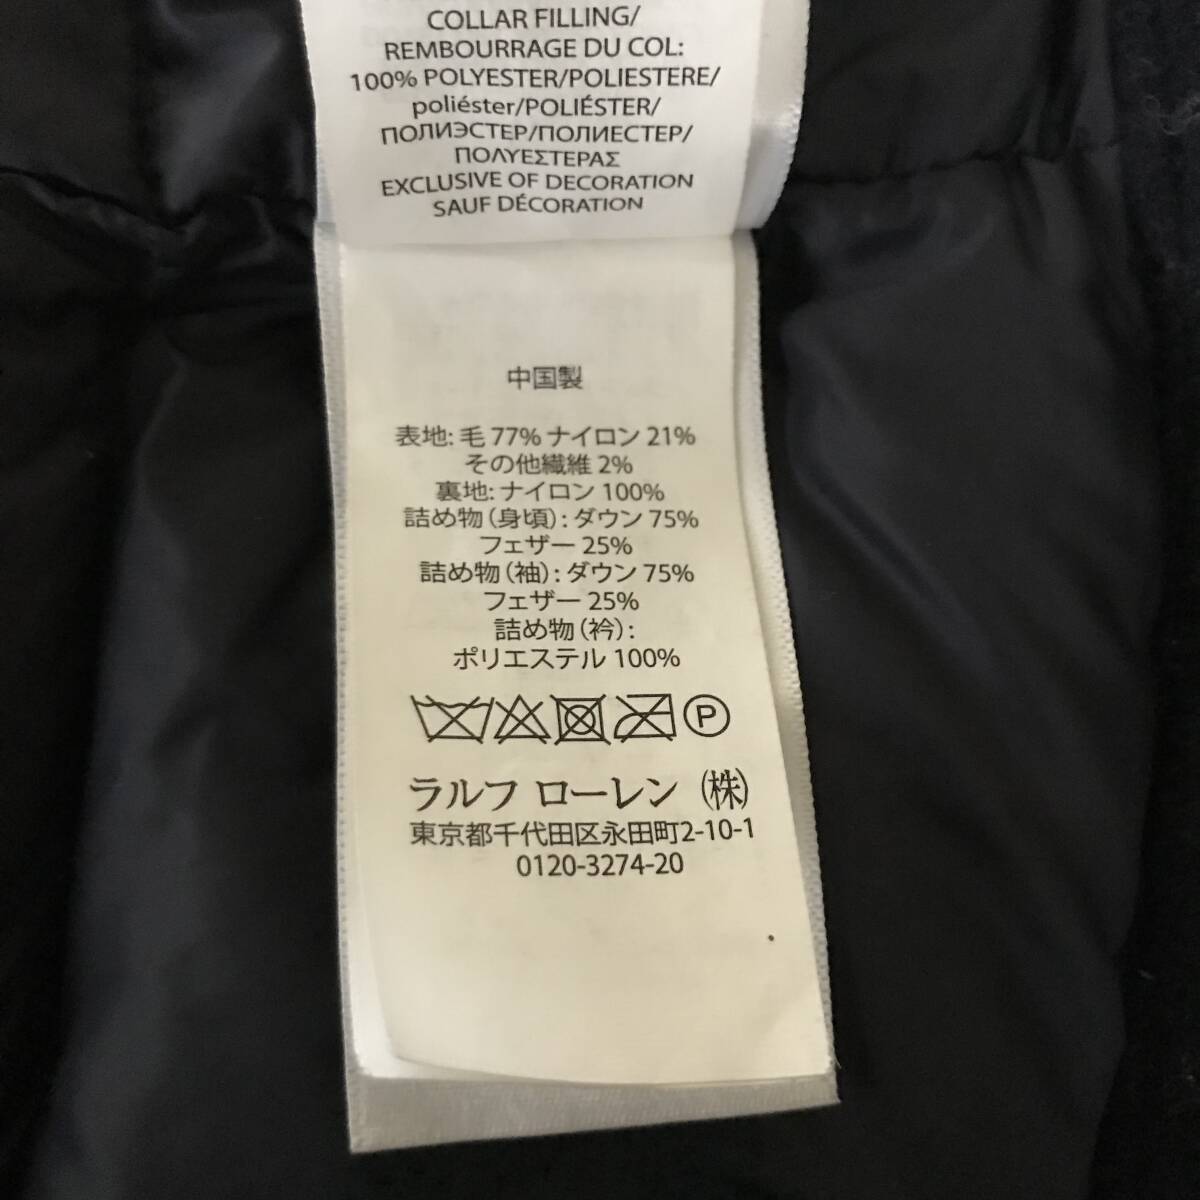 COLLAR FILLING/
REMBOURRAGE DU COL:
100% POLYESTER/POLIESTERE/
poliéster/POLIÉSTER/
ПОЛИЭСТЕР/ПОЛИЕСТЕР/
ΠΟΛΥΕΣΤΕΡΑΣ
EXCLUSIVE OF DECORATION
SAUF DÉCORATION
中国製
表地: 毛 77% ナイロン 21%
その他繊維 2%
裏地: ナイロン 100%
詰め物 (身頃) : ダウン 75%
フェザー 25%
詰め物 (袖) : ダウン 75%
フェザー 25%
詰め物 (衿) :
ポリエステル 100%
P
ラルフ ローレン (株)
東京都千代田区永田町2-10-1
0120-3274-20